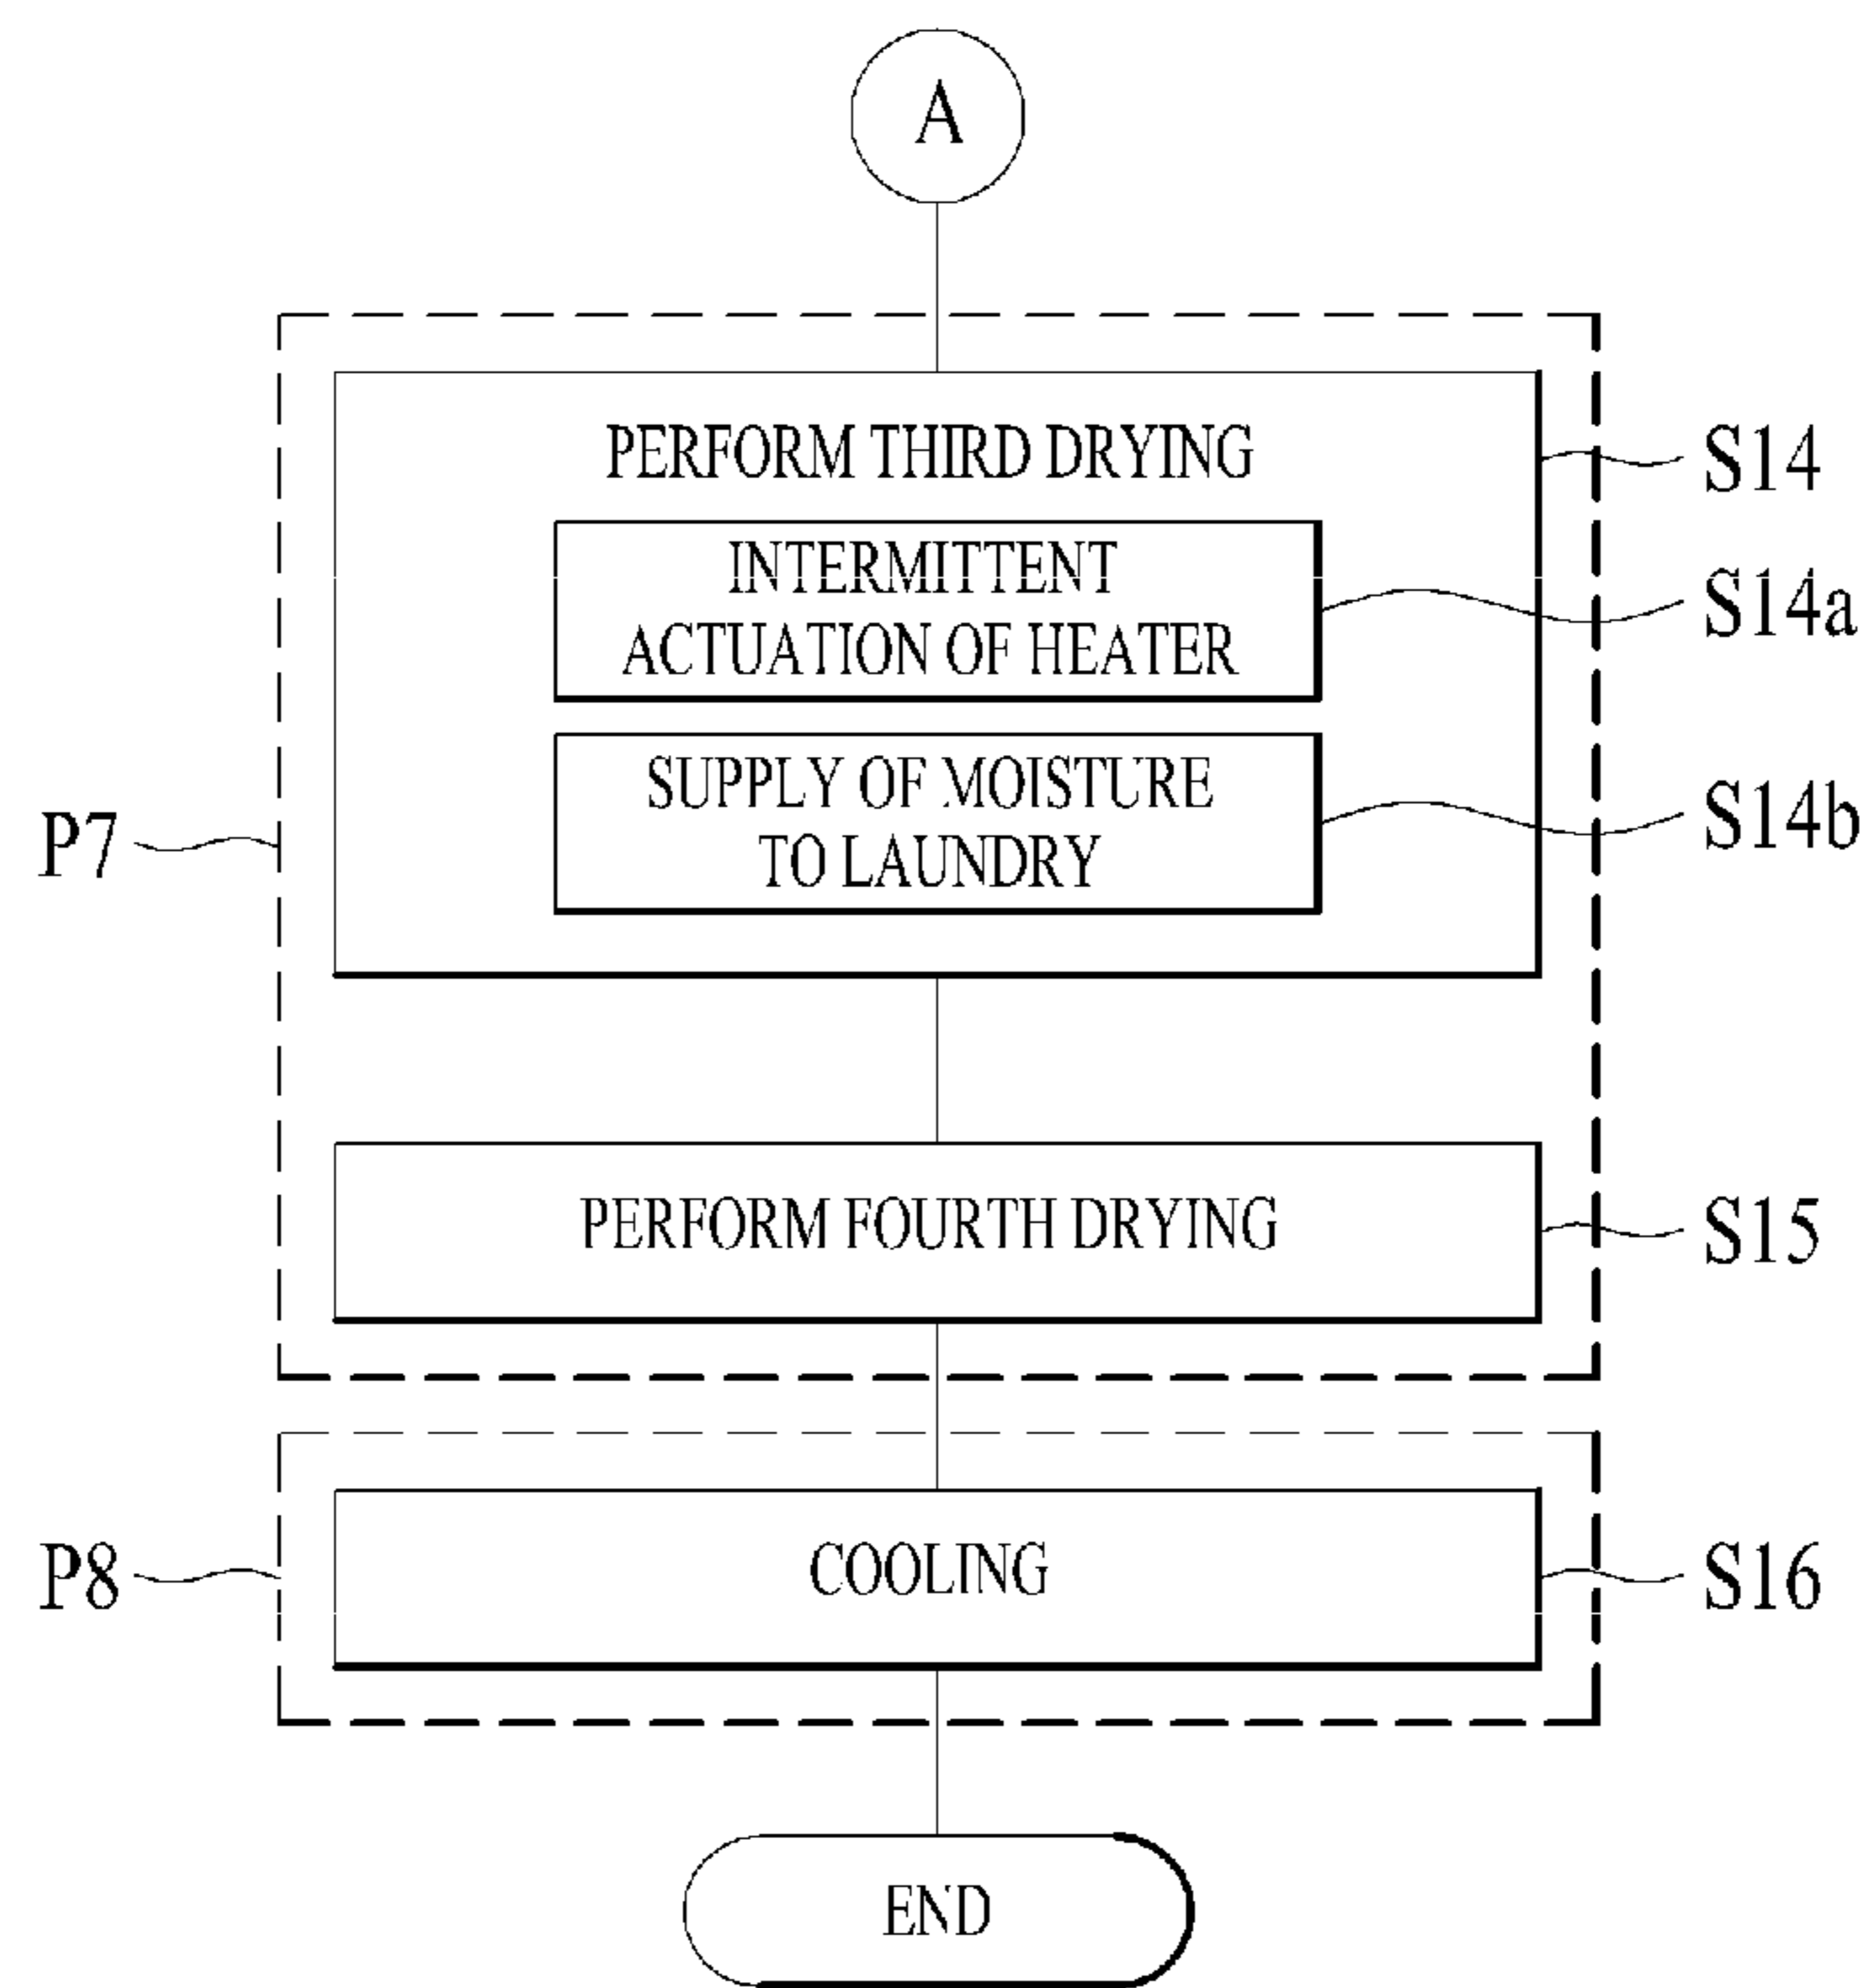 A
PERFORM THIRD DRYING
S14
INTERMITTENT
ACTUATION OF HEATER
S14a
SUPPLY OF MOISTURE
TO LAUNDRY
S14b
P7
PERFORM FOURTH DRYING
S15
P8
COOLING
S16
END